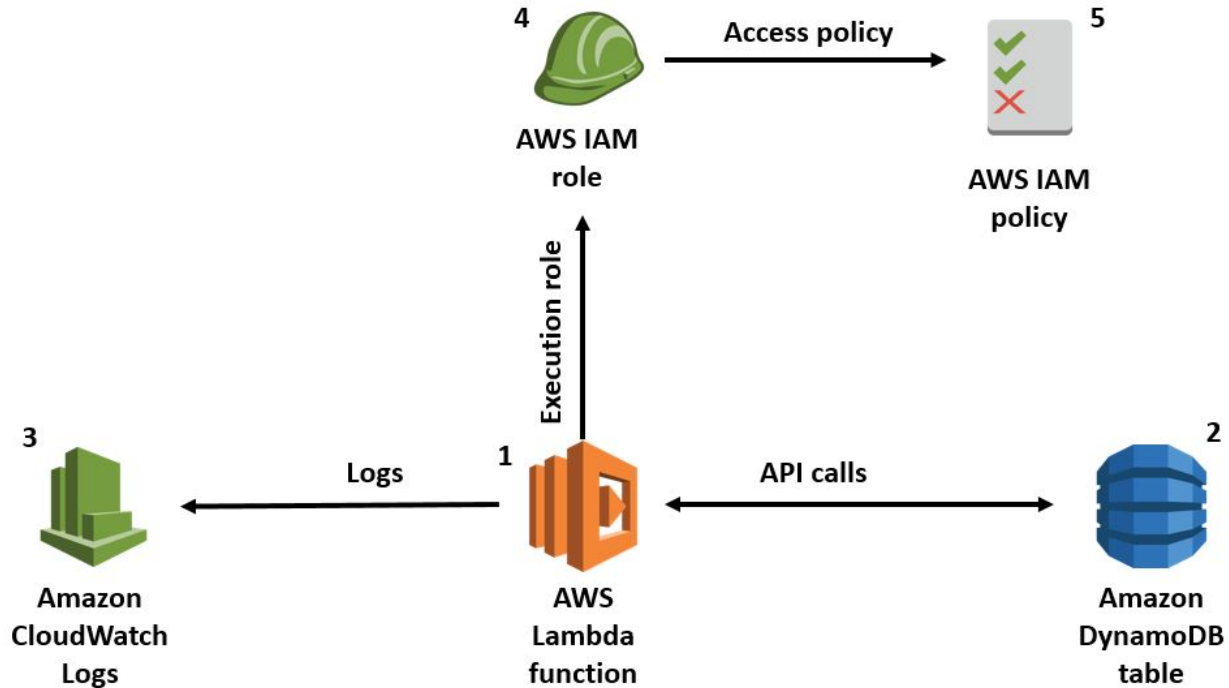 4
Access policy
5
AWS IAM
role
AWS IAM
policy
Execution role
3
1
2
Logs
API calls
Amazon
CloudWatch
Logs
AWS
Lambda
function
Amazon
DynamoDB
table